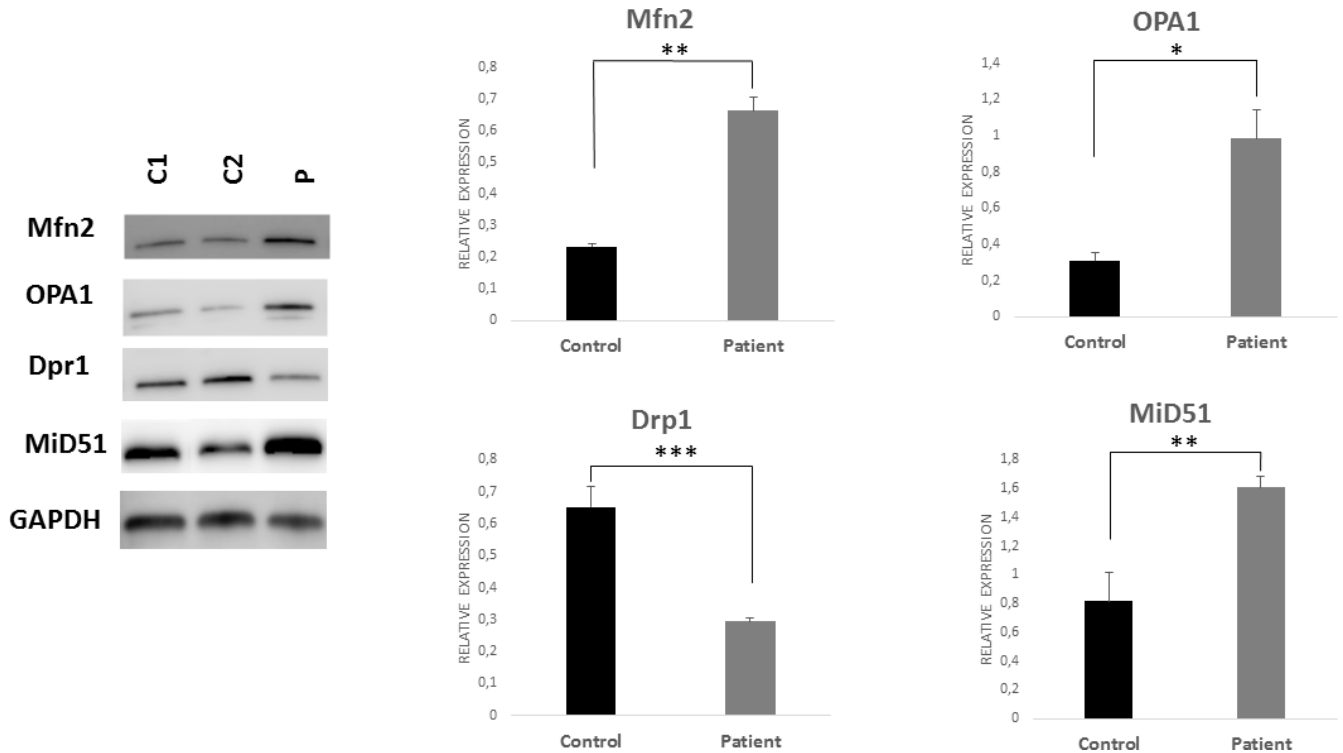 C1 C2 P
Mfn2
OPA1
Dpr1
MiD51
GAPDH
Mfn2
**
RELATIVE EXPRESSION
0,8
0,7
0,6
0,5
0,4
0,3
0,2
0,1
0
Control Patient
OPA1
*
RELATIVE EXPRESSION
1,4
1,2
1
0,8
0,6
0,4
0,2
0
Control Patient
Drp1
***
RELATIVE EXPRESSION
0,8
0,7
0,6
0,5
0,4
0,3
0,2
0,1
0
Control Patient
MiD51
**
RELATIVE EXPRESSION
1,8
1,6
1,4
1,2
1
0,8
0,6
0,4
0,2
0
Control Patient